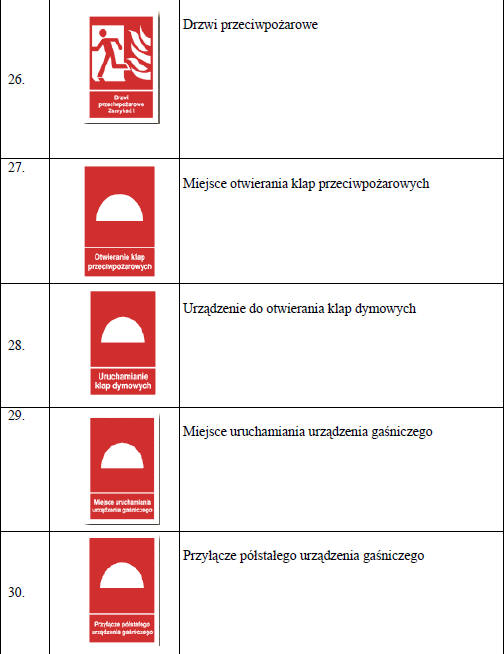 26.
Drzwi
przeciwpożarowe
Zamykać !
Drzwi przeciwpożarowe
27.
Otwieranie klap
przeciwpożarowych
Miejsce otwierania klap przeciwpożarowych
28.
Uruchamianie
klap dymowych
Urządzenie do otwierania klap dymowych
29.
Miejsce uruchamiania
urządzenia gaśniczego
Miejsce uruchamiania urządzenia gaśniczego
30.
Przyłącze półstałego
urządzenia gaśniczego
Przyłącze półstałego urządzenia gaśniczego